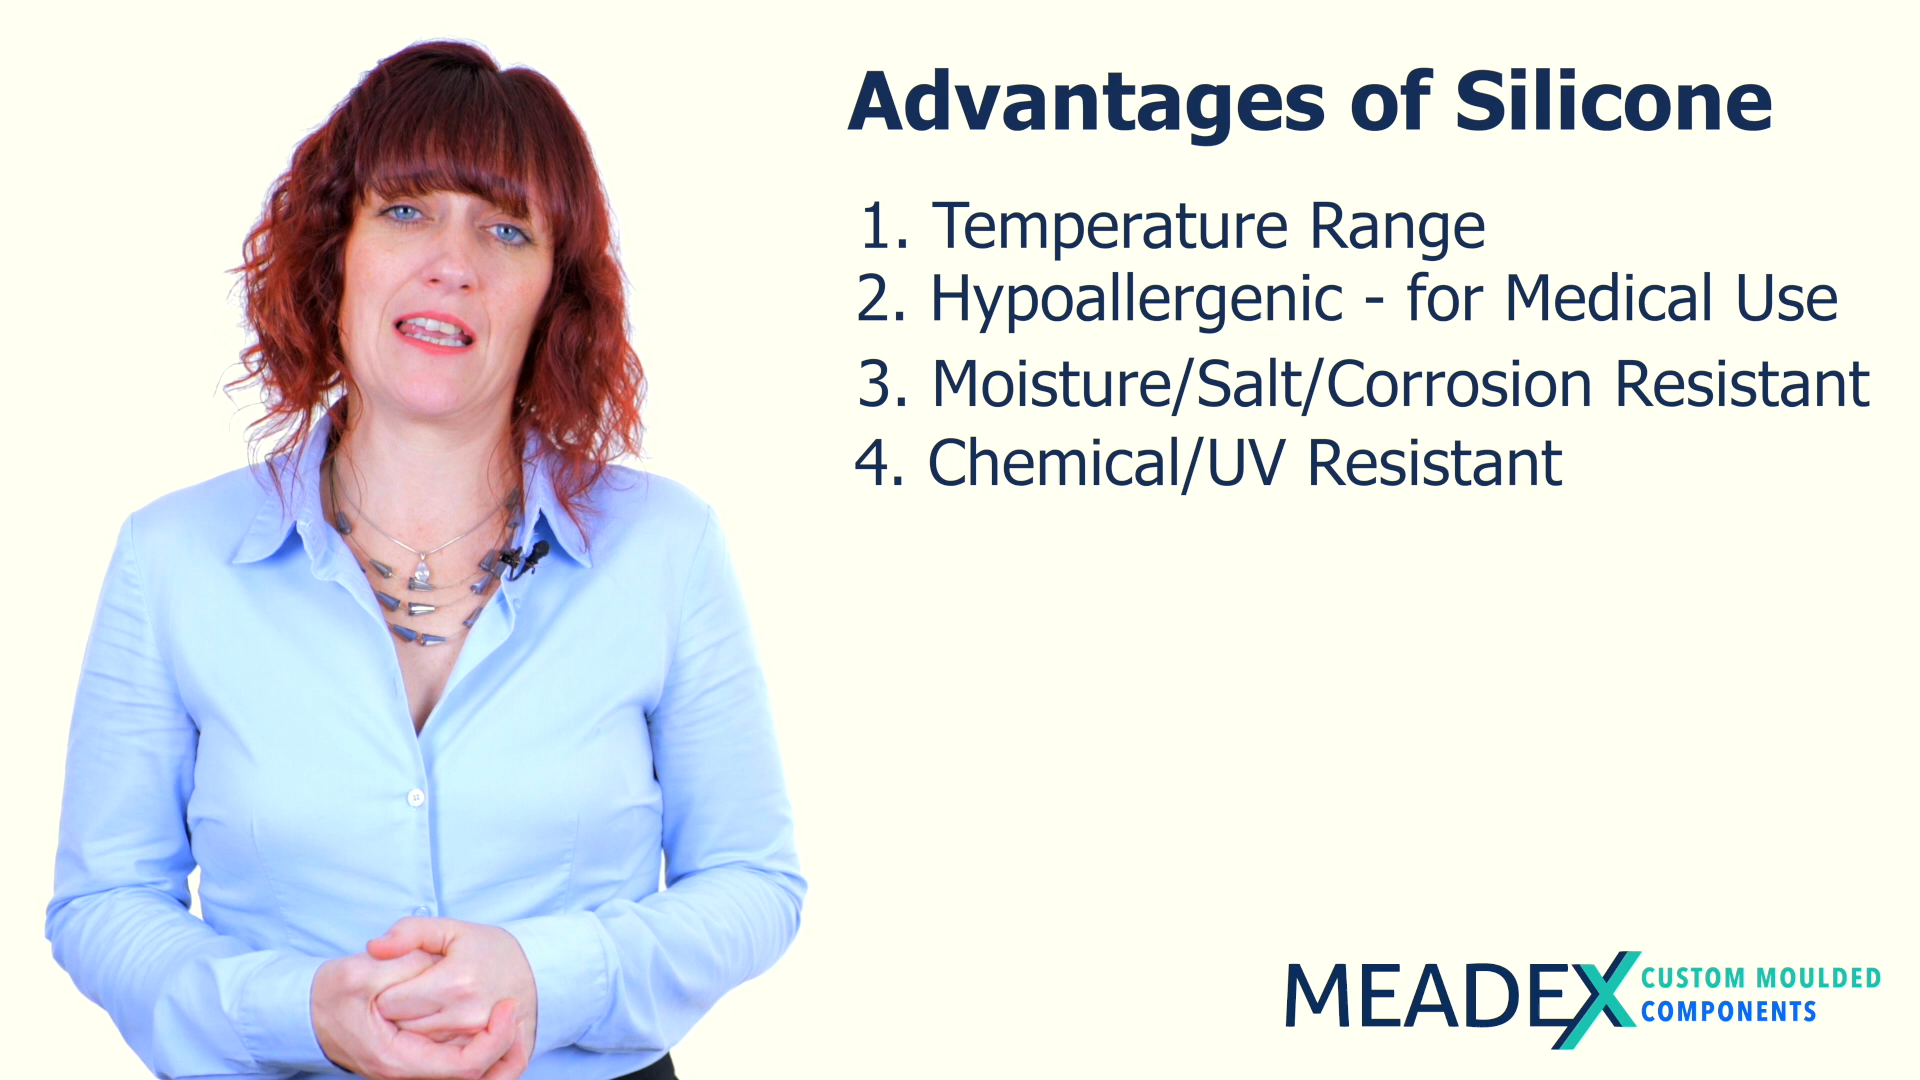 Advantages of Silicone
1. Temperature Range
2. Hypoallergenic - for Medical Use
3. Moisture/Salt/Corrosion Resistant
4. Chemical/UV Resistant
MEADEX CUSTOM MOULDED
COMPONENTS